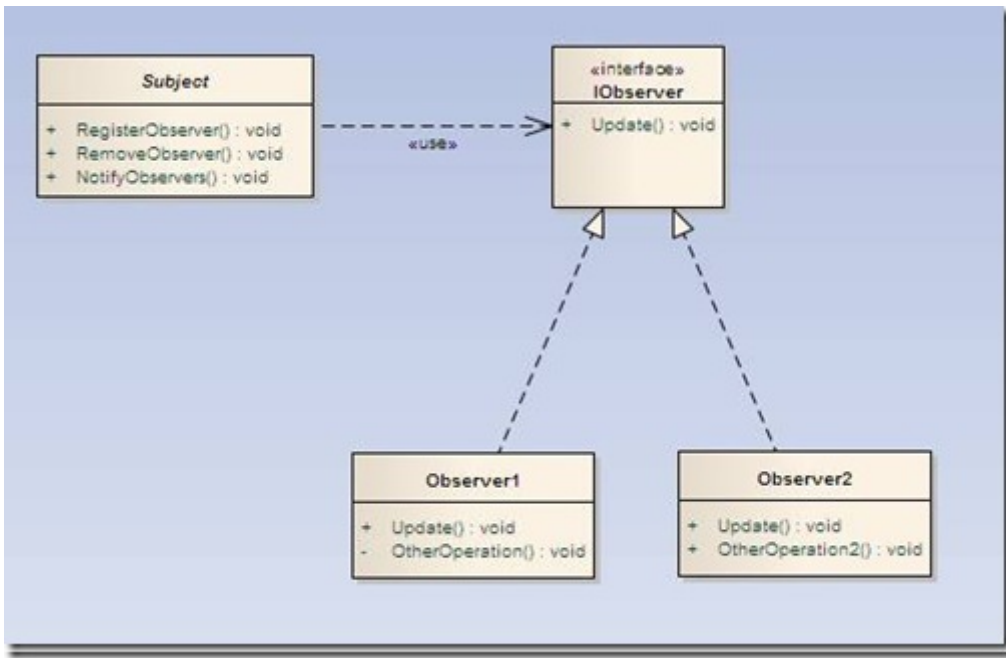 Subject
+ RegisterObserver() : void
+ RemoveObserver() : void
+ NotifyObservers() : void
«use»
«interface»
IObserver
+ Update() : void
Observer1
+ Update() : void
- OtherOperation() : void
Observer2
+ Update() : void
+ OtherOperation2() : void